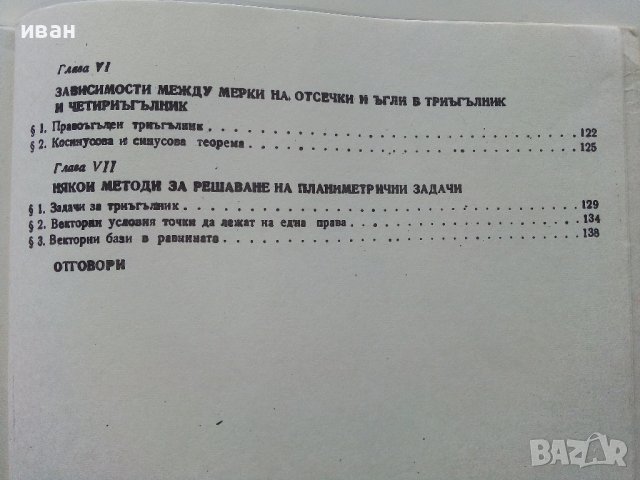 иван
Глава VI
ЗАВИСИМОСТИ МЕЖДУ МЕРКИ НА. ОТСЕЧКИ И ЪГЛИ В ТРИЪГЪЛНИК
И ЧЕТИРИЪГЪЛНИК
§ 1. Правоъгълен триъгълник . . . . . . . . . . . . . . . . . . . . . . . . . . . . . . 122
§ 2. Косинусова и синусова теорема . . . . . . . . . . . . . . . . . . . . . . . . . . 125
Глава VII
НЯКОИ МЕТОДИ ЗА РЕШАВАНЕ НА ПЛАНИМЕТРИЧНИ ЗАДАЧИ
§ 1. Задачи за триъгълник . . . . . . . . . . . . . . . . . . . . . . . . . . . . . . 129
§ 2. Векторни условия точки да лежат на една права . . . . . . . . . . . . . . . . . . 134
§ 3. Векторни бази в равнината . . . . . . . . . . . . . . . . . . . . . . . . . . . . 138
ОТГОВОРИ
BAZAR